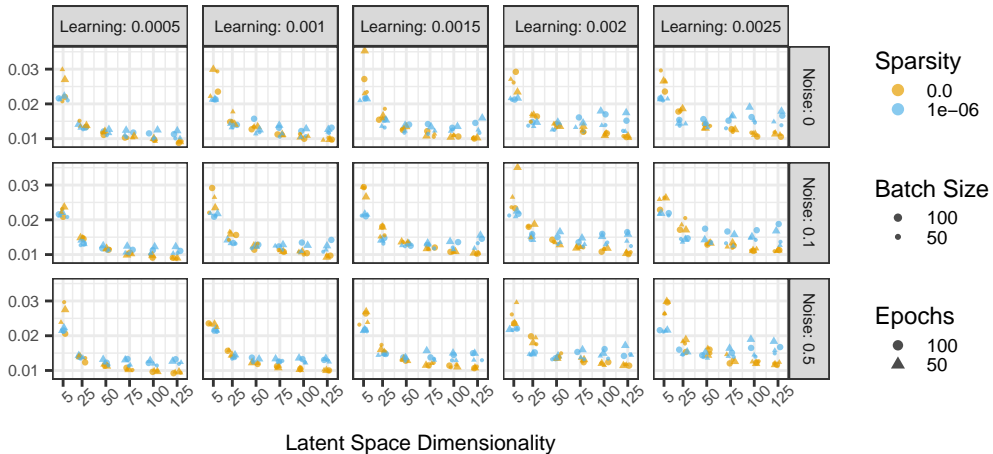 Learning: 0.0005 Learning: 0.001 Learning: 0.0015 Learning: 0.002 Learning: 0.0025
0.03
0.02
0.01
Noise: 0
0.03
0.02
0.01
Noise: 0.1
0.03
0.02
0.01
Noise: 0.5
5 25 50 75 100 125 5 25 50 75 100 125 5 25 50 75 100 125 5 25 50 75 100 125 5 25 50 75 100 125
Latent Space Dimensionality
Sparsity
0.0
1e−06
Batch Size
100
50
Epochs
100
50